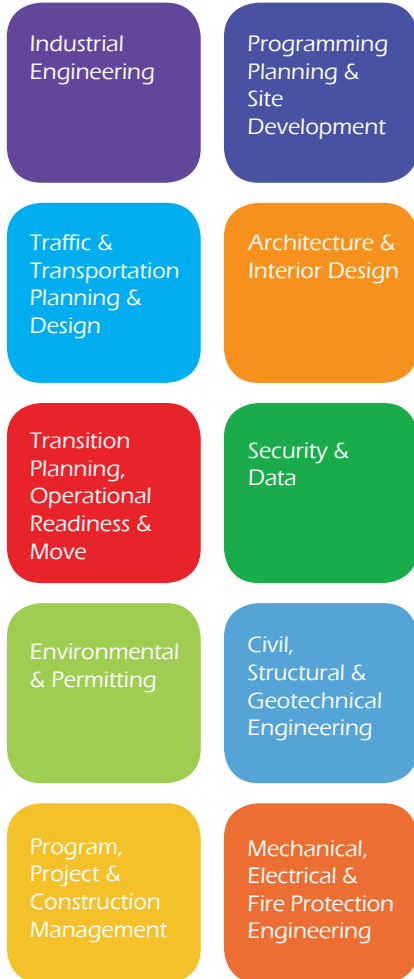 Industrial
Engineering
Programming
Planning &
Site
Development
Traffic &
Transportation
Planning &
Design
Architecture &
Interior Design
Transition
Planning,
Operational
Readiness &
Move
Security &
Data
Environmental
& Permitting
Civil,
Structural &
Geotechnical
Engineering
Program,
Project &
Construction
Management
Mechanical,
Electrical &
Fire Protection
Engineering